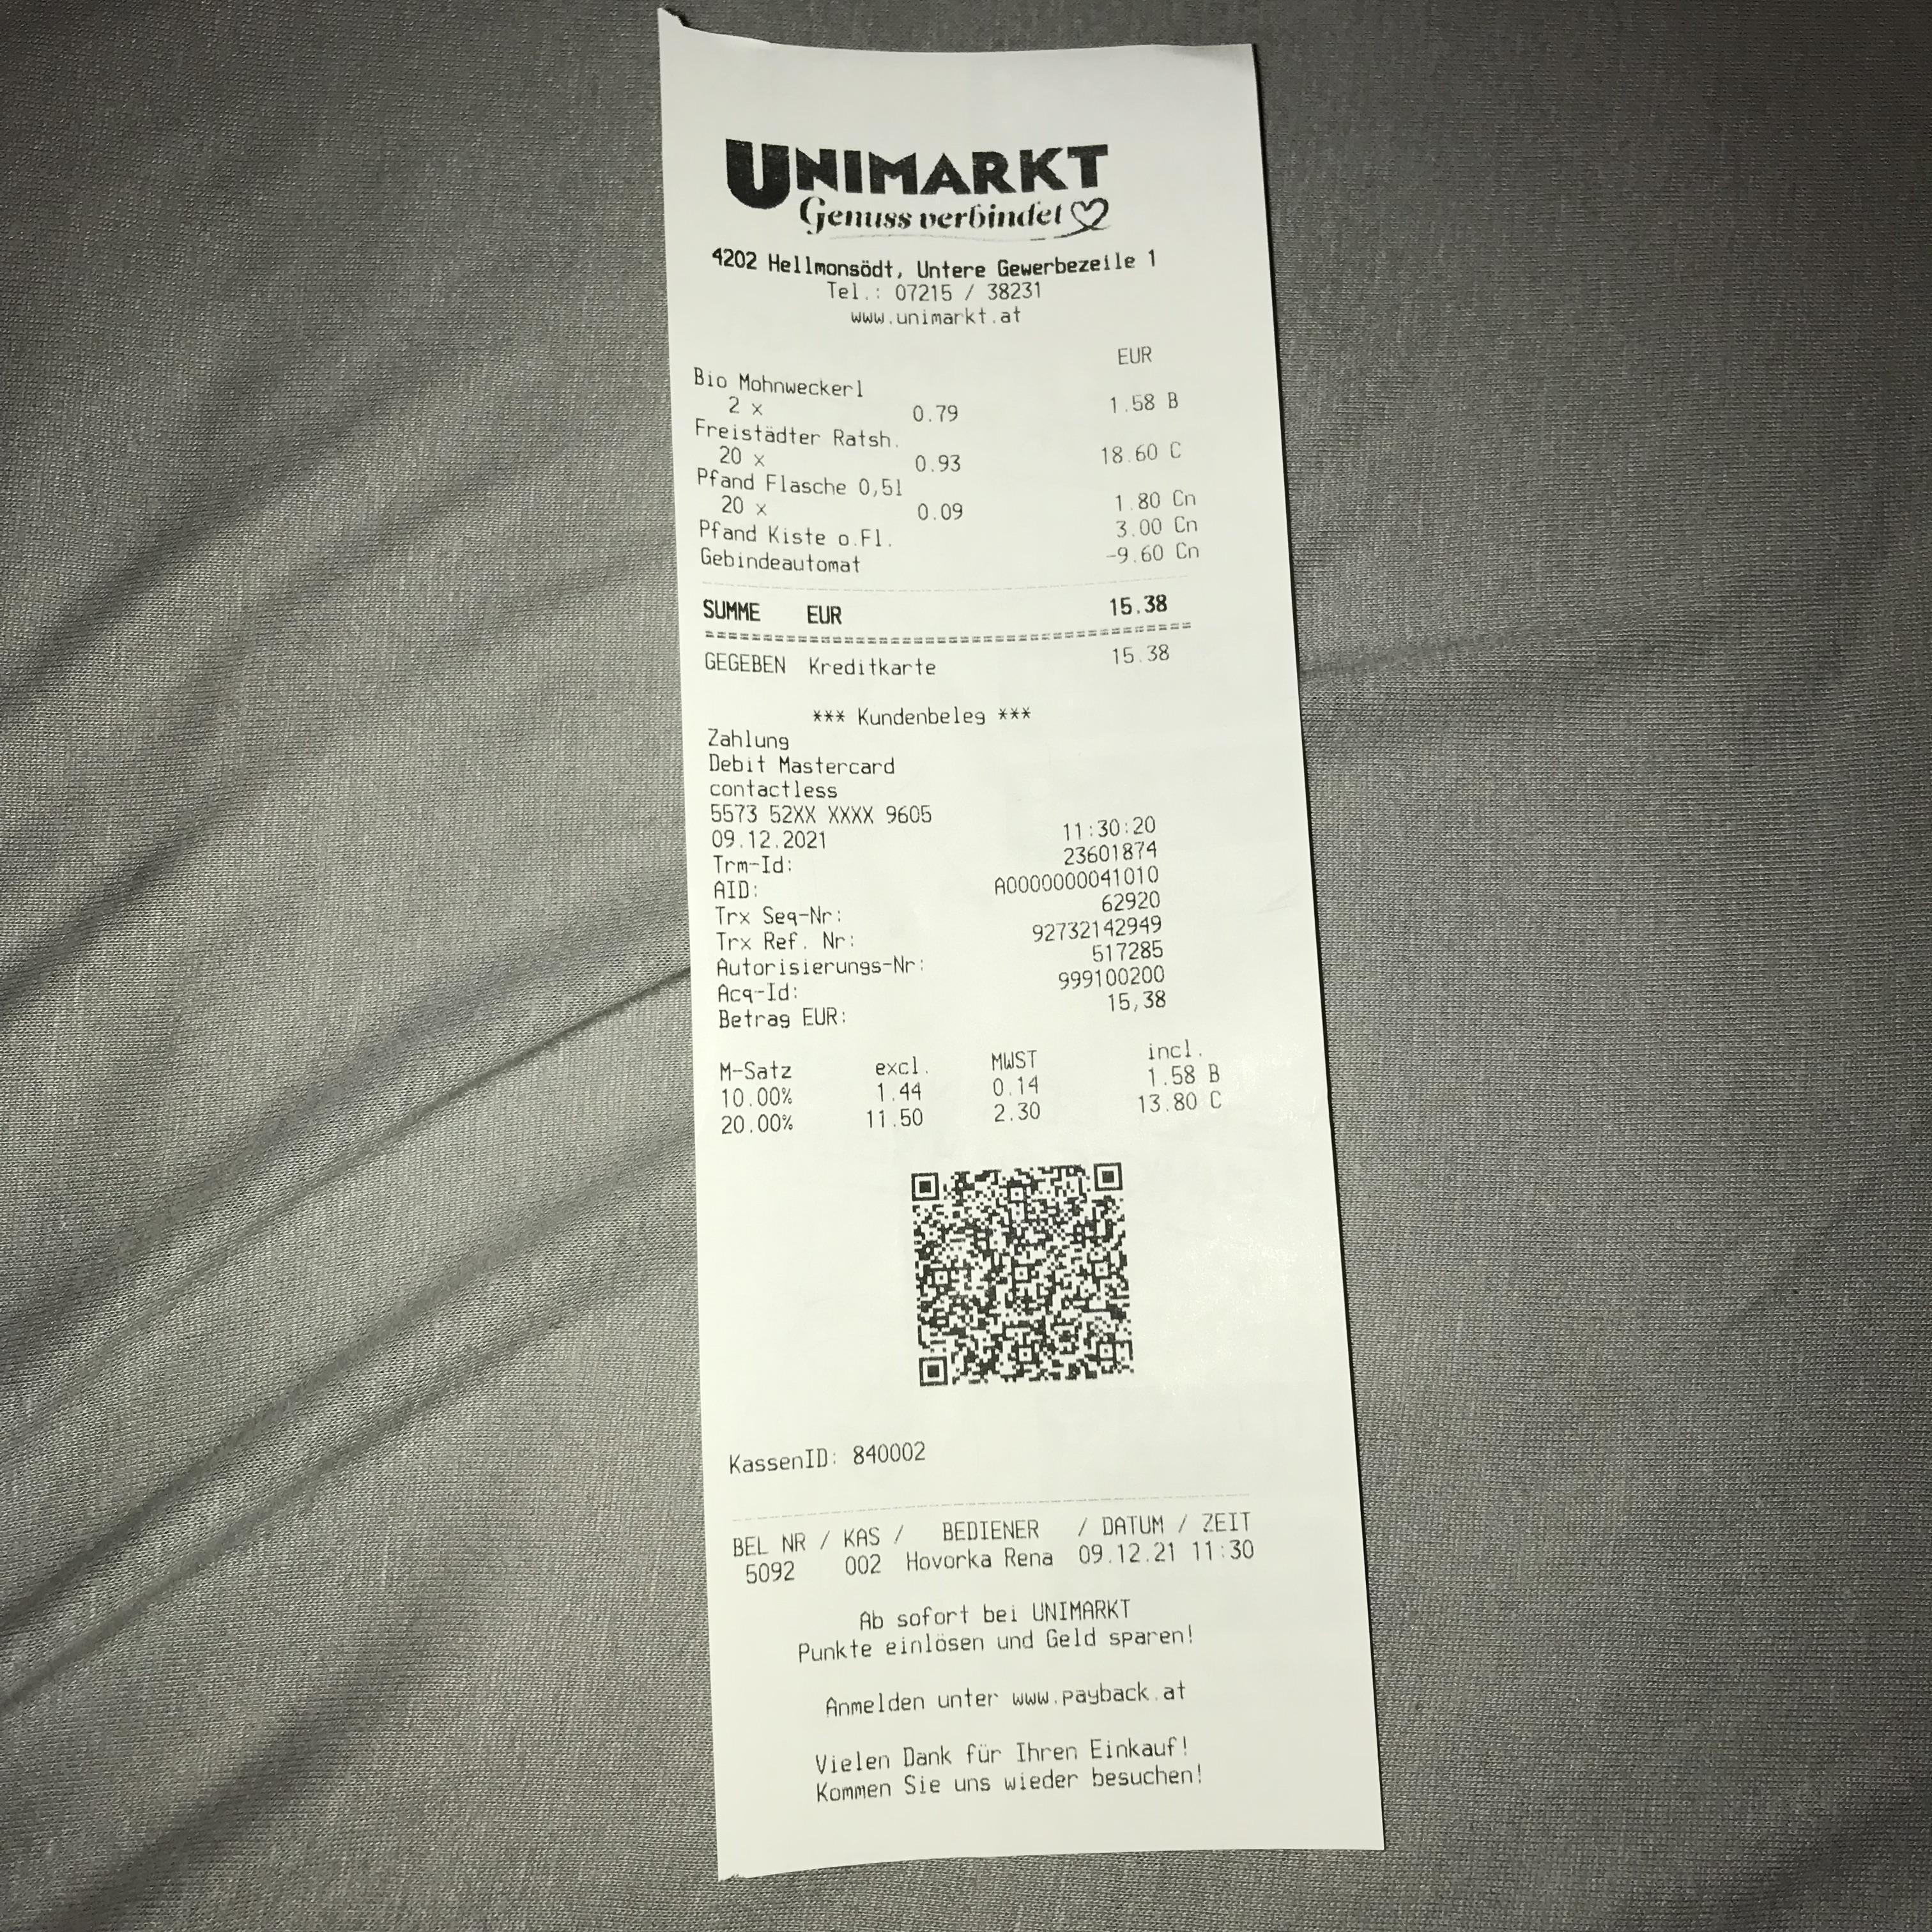 UNIMARKT
Genuss verbindet
4202 Hellmonsödt, Untere Gewerbezeile 1
Tel.: 07215 / 38231
www.unimarkt.at
EUR
Bio Mohnweckerl
2 x 0.79 1.58 B
Freistädter Ratsh.
20 x 0.93 18.60 C
Pfand Flasche 0,5l
20 x 0.09 1.80 Cn
Pfand Kiste o.Fl. 3.00 Cn
Gebindeautomat -9.60 Cn
SUMME EUR 15.38
GEGEBEN Kreditkarte 15.38
*** Kundenbeleg ***
Zahlung
Debit Mastercard
contactless
5573 52XX XXXX 9605
09.12.2021 11:30:20
Trm-Id: 23601874
AID: A0000000041010
Trx Seq-Nr: 62920
Trx Ref. Nr: 92732142949
Autorisierungs-Nr: 517285
Acq-Id: 999100200
Betrag EUR: 15,38
M-Satz excl. MWST incl.
10.00% 1.44 0.14 1.58 B
20.00% 11.50 2.30 13.80 C
KassenID: 840002
BEL NR / KAS / BEDIENER / DATUM / ZEIT
5092 002 Hovorka Rena 09.12.21 11:30
Ab sofort bei UNIMARKT
Punkte einlösen und Geld sparen!
Anmelden unter www.payback.at
Vielen Dank für Ihren Einkauf!
Kommen Sie uns wieder besuchen!